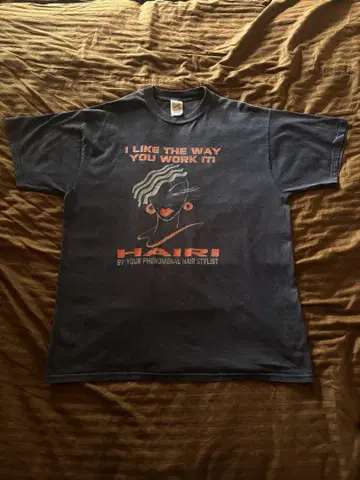 I LIKE THE WAY
YOU WORK IT!
HAIR!
BY YOUR PHENOMENAL HAIR STYLIST